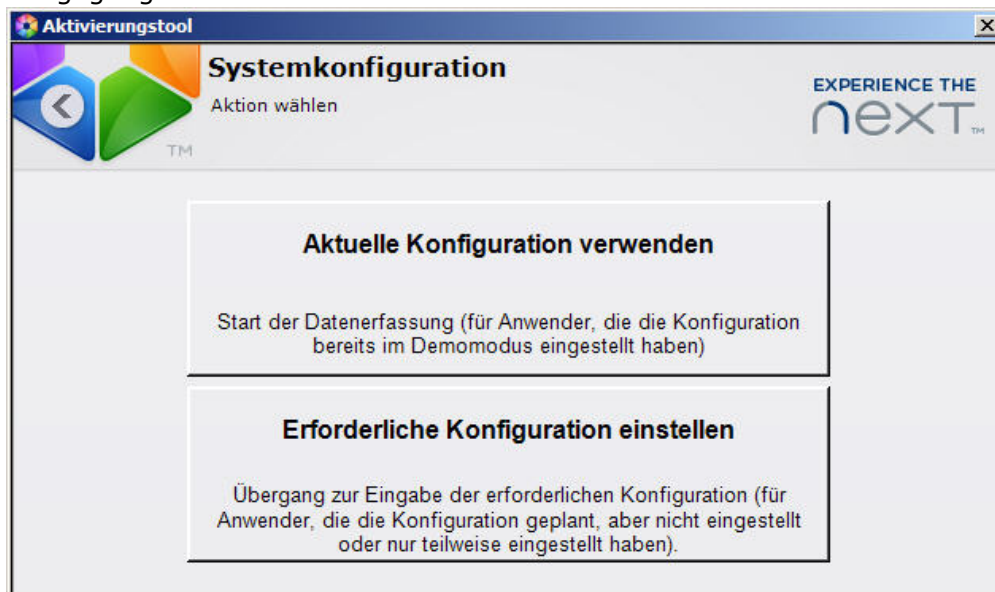 Aktivierungstool
Systemkonfiguration
Aktion wählen
EXPERIENCE THE
next™
TM
Aktuelle Konfiguration verwenden
Start der Datenerfassung (für Anwender, die die Konfiguration
bereits im Demomodus eingestellt haben)
Erforderliche Konfiguration einstellen
Übergang zur Eingabe der erforderlichen Konfiguration (für
Anwender, die die Konfiguration geplant, aber nicht eingestellt
oder nur teilweise eingestellt haben).